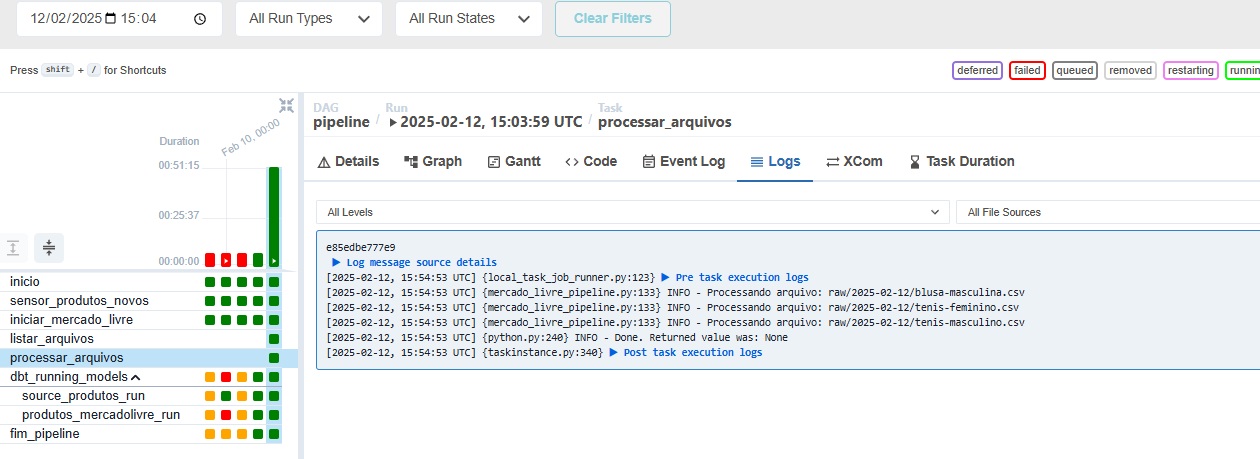 12/02/2025 15:04 All Run Types All Run States Clear Filters
Press shift + / for Shortcuts
deferred failed queued removed restarting runnin
DAG Run Task
pipeline / 2025-02-12, 15:03:59 UTC / processar_arquivos
Details Graph Gantt Code Event Log Logs XCom Task Duration
All Levels All File Sources
Feb 10, 00:00
Duration
00:51:15
00:25:37
00:00:00
inicio
sensor_produtos_novos
iniciar_mercado_livre
listar_arquivos
processar_arquivos
dbt_running_models
source_produtos_run
produtos_mercadolivre_run
fim_pipeline
e85edbe777e9
▶ Log message source details
[2025-02-12, 15:54:53 UTC] {local_task_job_runner.py:123} ▶ Pre task execution logs
[2025-02-12, 15:54:53 UTC] {mercado_livre_pipeline.py:133} INFO - Processando arquivo: raw/2025-02-12/blusa-masculina.csv
[2025-02-12, 15:54:53 UTC] {mercado_livre_pipeline.py:133} INFO - Processando arquivo: raw/2025-02-12/tenis-feminino.csv
[2025-02-12, 15:54:53 UTC] {mercado_livre_pipeline.py:133} INFO - Processando arquivo: raw/2025-02-12/tenis-masculino.csv
[2025-02-12, 15:54:53 UTC] {python.py:240} INFO - Done. Returned value was: None
[2025-02-12, 15:54:53 UTC] {taskinstance.py:340} ▶ Post task execution logs